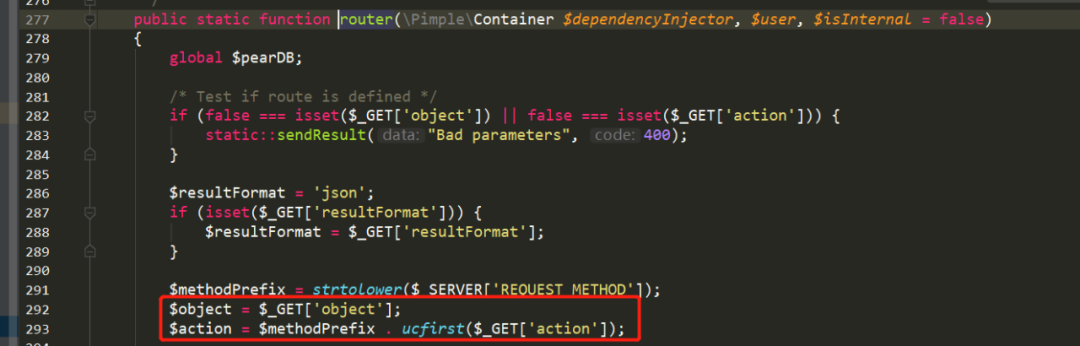 276 */
277 public static function router(\Pimple\Container $dependencyInjector, $user, $isInternal = false)
278 {
279 global $pearDB;
280
281 /* Test if route is defined */
282 if (false === isset($_GET['object']) || false === isset($_GET['action'])) {
283 static::sendResult( data: "Bad parameters", code: 400);
284 }
285
286 $resultFormat = 'json';
287 if (isset($_GET['resultFormat'])) {
288 $resultFormat = $_GET['resultFormat'];
289 }
290
291 $methodPrefix = strtolower($_SERVER['REQUEST_METHOD']);
292 $object = $_GET['object'];
293 $action = $methodPrefix . ucfirst($_GET['action']);
294